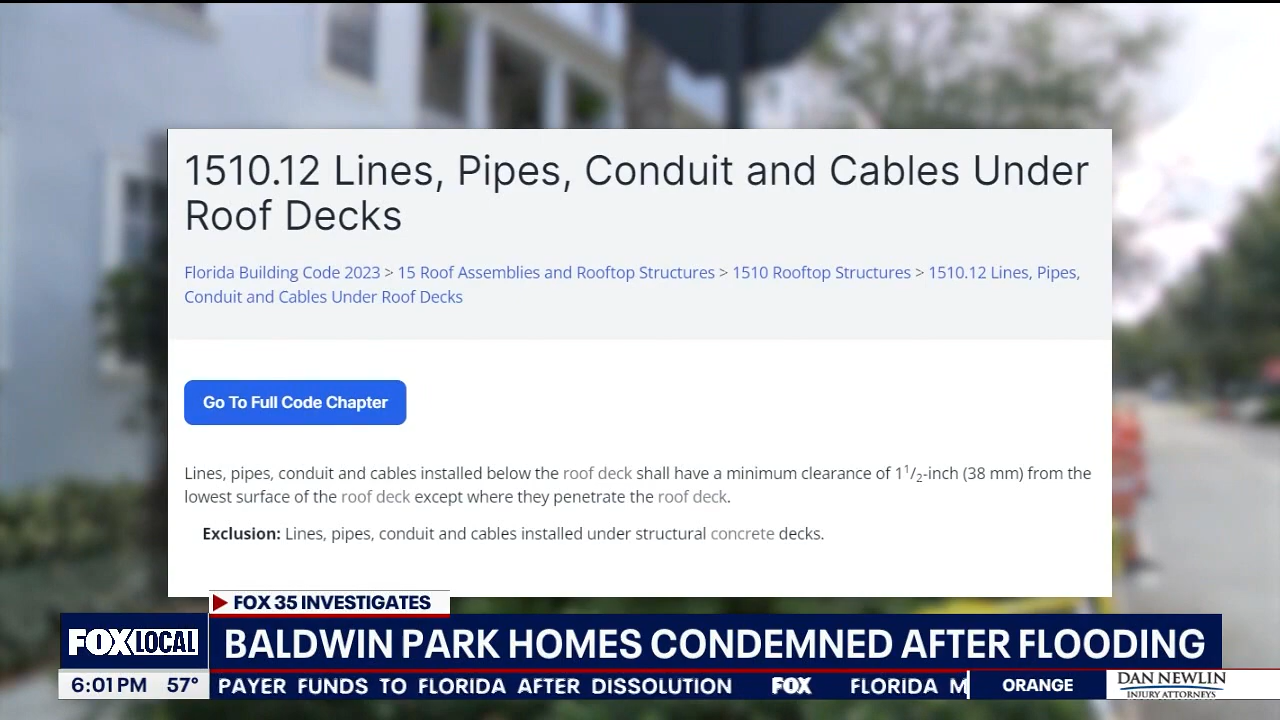 1510.12 Lines, Pipes, Conduit and Cables Under
Roof Decks
Florida Building Code 2023 > 15 Roof Assemblies and Rooftop Structures > 1510 Rooftop Structures > 1510.12 Lines, Pipes,
Conduit and Cables Under Roof Decks
Go To Full Code Chapter
Lines, pipes, conduit and cables installed below the roof deck shall have a minimum clearance of 1 1/2-inch (38 mm) from the
lowest surface of the roof deck except where they penetrate the roof deck.
Exclusion: Lines, pipes, conduit and cables installed under structural concrete decks.
FOX 35 INVESTIGATES
FOX LOCAL
BALDWIN PARK HOMES CONDEMNED AFTER FLOODING
6:01 PM 57° PAYER FUNDS TO FLORIDA AFTER DISSOLUTION FOX FLORIDA M ORANGE DAN NEWLIN
INJURY ATTORNEYS